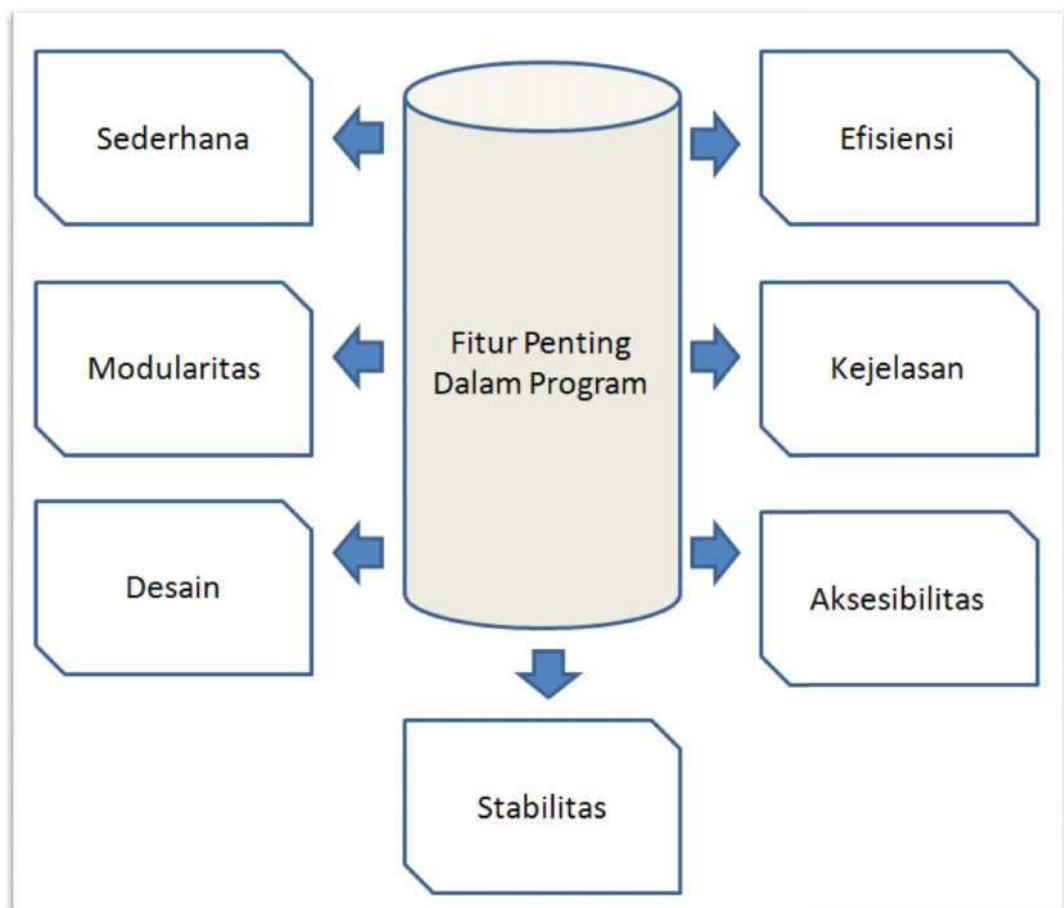 Sederhana
Efisiensi
Modularitas
Fitur Penting
Dalam Program
Kejelasan
Desain
Aksesibilitas
Stabilitas